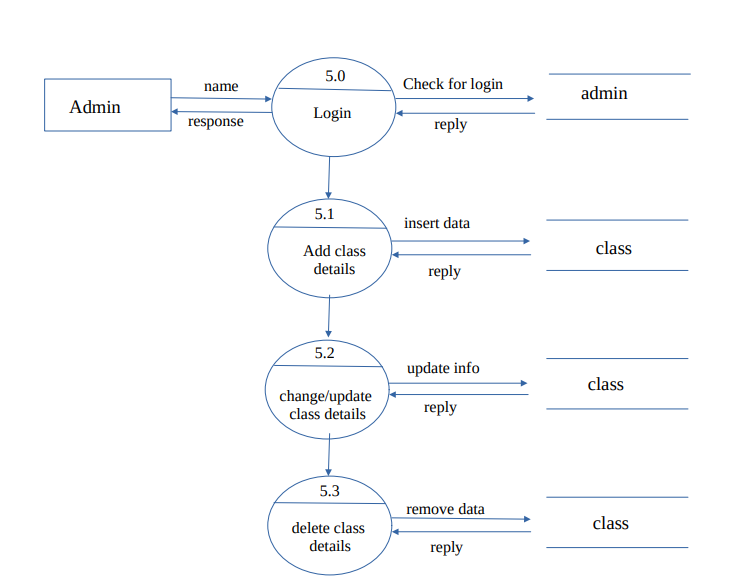 5.0
name
Check for login
admin
Admin
Login
response
reply
5.1
insert data
Add class
details
class
reply
5.2
update info
change/update
class details
class
reply
5.3
remove data
delete class
details
class
reply